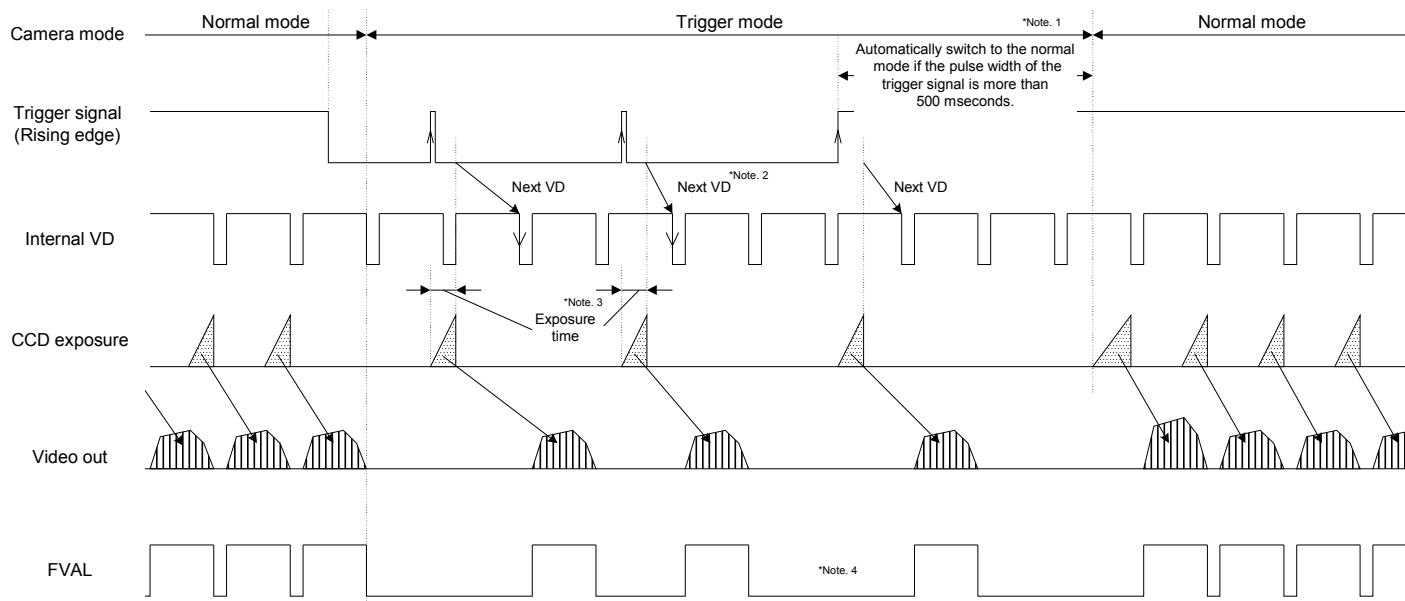 Normal mode
Trigger mode
*Note. 1
Normal mode
Camera mode
Automatically switch to the normal
mode if the pulse width of the
trigger signal is more than
500 mseconds.
Trigger signal
(Rising edge)
*Note. 2
Next VD
Next VD
Next VD
Internal VD
*Note. 3
Exposure
time
CCD exposure
Video out
*Note. 4
FVAL